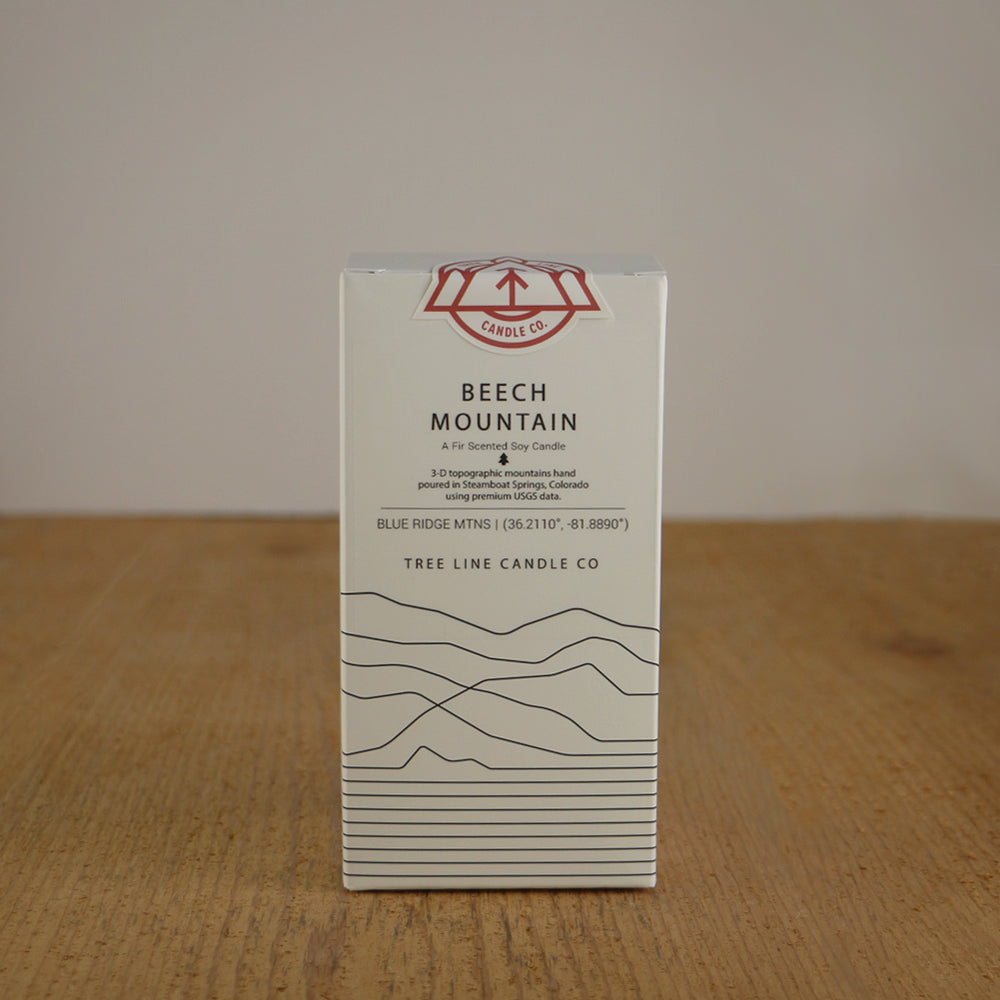 CANDLE CO.
BEECH
MOUNTAIN
A Fir Scented Soy Candle
3-D topographic mountains hand
poured in Steamboat Springs, Colorado
using premium USGS data.
BLUE RIDGE MTNS | (36.2110°, -81.8890°)
TREE LINE CANDLE CO